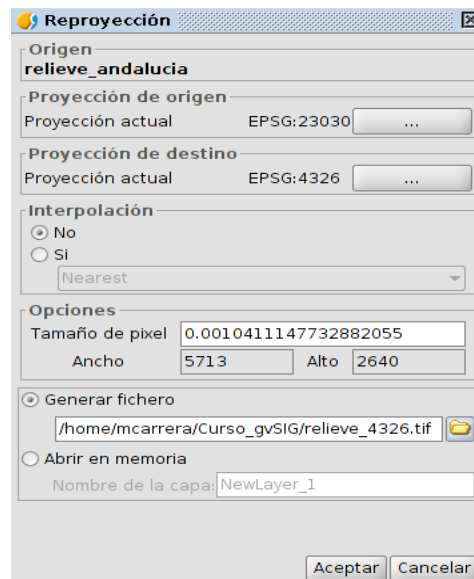 Reproyección
Origen
relieve_andalucia
Proyección de origen
Proyección actual EPSG:23030 ...
Proyección de destino
Proyección actual EPSG:4326 ...
Interpolación
No
Si
Nearest
Opciones
Tamaño de pixel 0.0010411147732882055
Ancho 5713 Alto 2640
Generar fichero
/home/mcarrera/Curso_gvSIG/relieve_4326.tif
Abrir en memoria
Nombre de la capa: NewLayer_1
Aceptar Cancelar